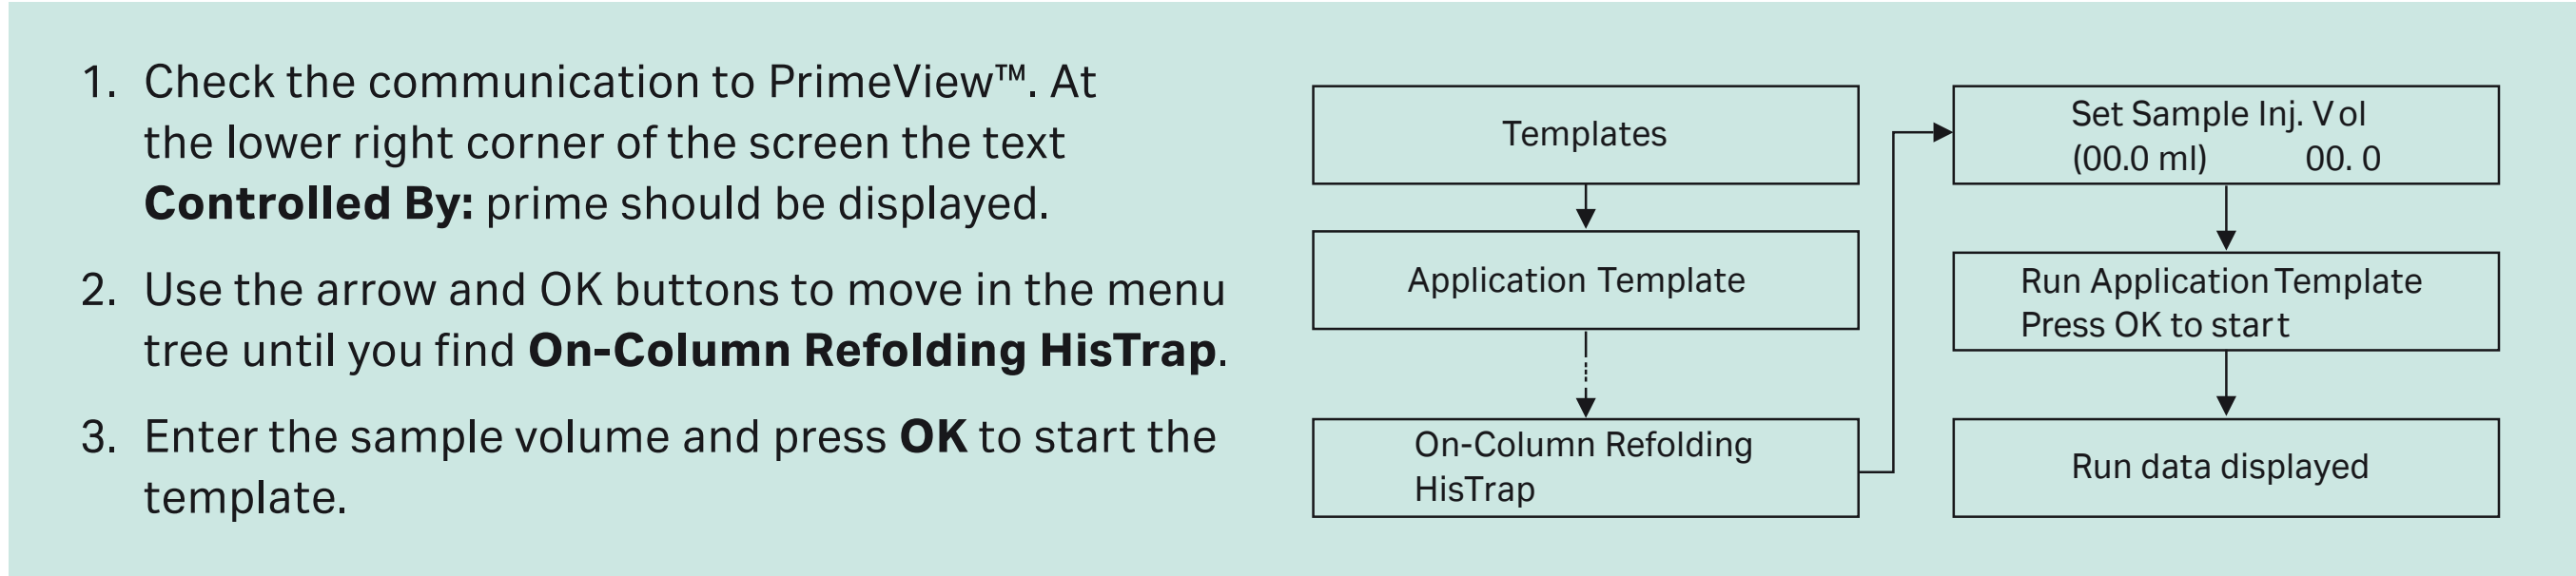 1. Check the communication to PrimeView™. At
the lower right corner of the screen the text
Controlled By: prime should be displayed.
2. Use the arrow and OK buttons to move in the menu
tree until you find On-Column Refolding HisTrap.
3. Enter the sample volume and press OK to start the
template.
Templates
Application Template
On-Column Refolding
HisTrap
Set Sample Inj. Vol
(00.0 ml) 00. 0
Run Application Template
Press OK to start
Run data displayed